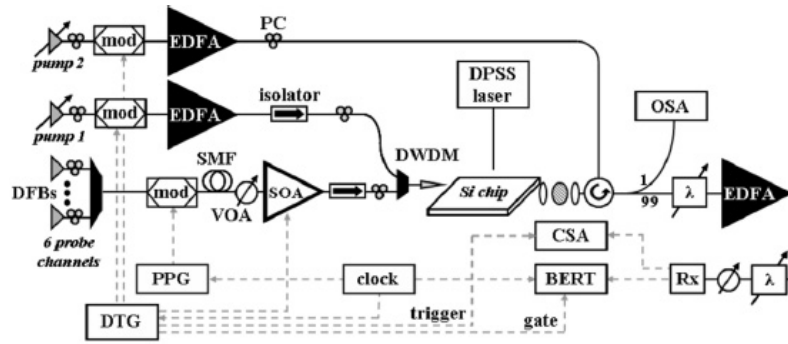 PC
mod
EDFA
pump 2
DPSS
laser
isolator
OSA
mod
EDFA
pump 1
SMF
DWDM
DFBs
mod
VOA
SOA
Si chip
1
99
λ
EDFA
6 probe
channels
CSA
PPG
clock
BERT
Rx
λ
DTG
trigger
gate